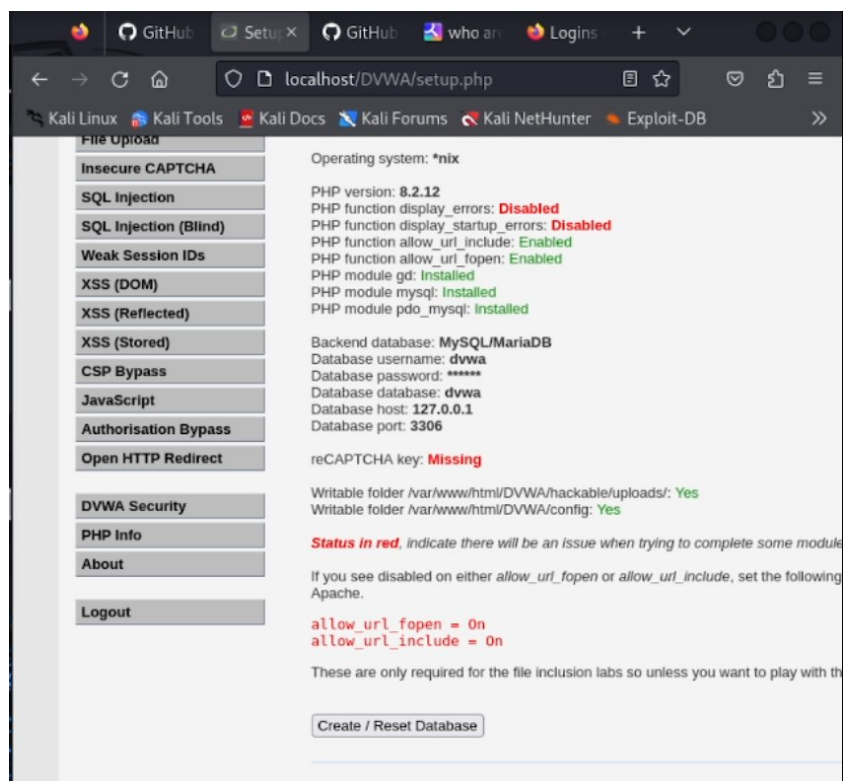 GitHub Setup GitHub who are Logins
localhost/DVWA/setup.php
Kali Linux Kali Tools Kali Docs Kali Forums Kali NetHunter Exploit-DB
File Upload
Insecure CAPTCHA
SQL Injection
SQL Injection (Blind)
Weak Session IDs
XSS (DOM)
XSS (Reflected)
XSS (Stored)
CSP Bypass
JavaScript
Authorisation Bypass
Open HTTP Redirect
DVWA Security
PHP Info
About
Logout
Operating system: *nix
PHP version: 8.2.12
PHP function display_errors: Disabled
PHP function display_startup_errors: Disabled
PHP function allow_url_include: Enabled
PHP function allow_url_fopen: Enabled
PHP module gd: Installed
PHP module mysql: Installed
PHP module pdo_mysql: Installed
Backend database: MySQL/MariaDB
Database username: dvwa
Database password: ******
Database database: dvwa
Database host: 127.0.0.1
Database port: 3306
reCAPTCHA key: Missing
Writable folder /var/www/html/DVWA/hackable/uploads/: Yes
Writable folder /var/www/html/DVWA/config: Yes
Status in red, indicate there will be an issue when trying to complete some module
If you see disabled on either allow_url_fopen or allow_url_include, set the following
Apache.
allow_url_fopen = On
allow_url_include = On
These are only required for the file inclusion labs so unless you want to play with th
Create / Reset Database